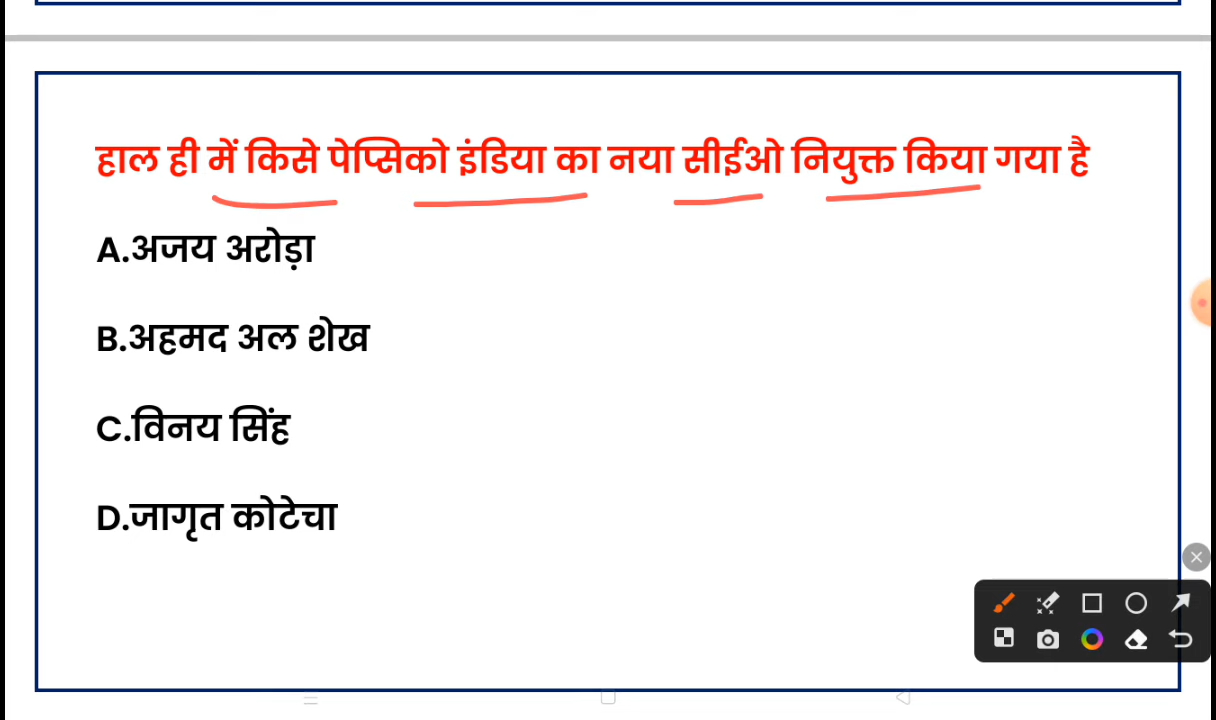 हाल ही में किसे पेप्सिको इंडिया का नया सीईओ नियुक्त किया गया है
A.अजय अरोड़ा
B.अहमद अल शेख
C.विनय सिंह
D.जागृत कोटेचा